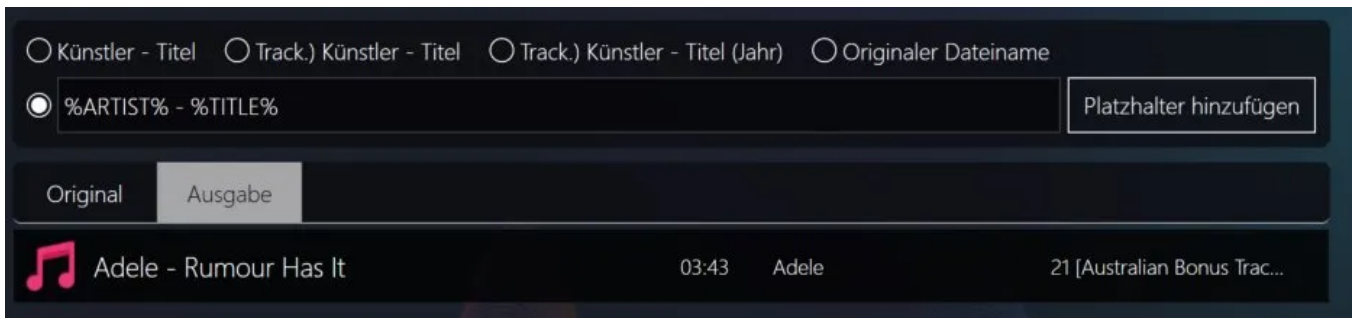 Künstler - Titel Track.) Künstler - Titel Track.) Künstler - Titel (Jahr) Originaler Dateiname
%ARTIST% - %TITLE% Platzhalter hinzufügen
Original Ausgabe
Adele - Rumour Has It 03:43 Adele 21 [Australian Bonus Trac...